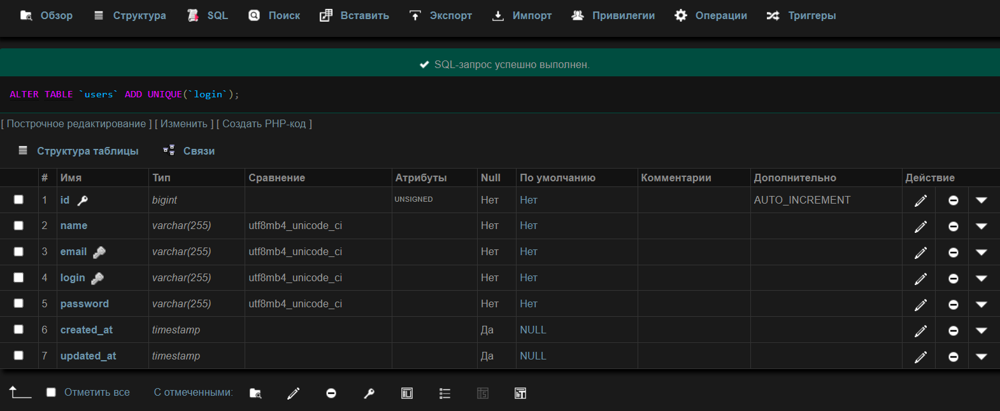 Обзор Структура SQL Поиск Вставить Экспорт Импорт Привилегии Операции Триггеры
SQL-запрос успешно выполнен.
ALTER TABLE `users` ADD UNIQUE(`login`);
[ Построчное редактирование ] [ Изменить ] [ Создать PHP-код ]
Структура таблицы Связи
# Имя Тип Сравнение Атрибуты Null По умолчанию Комментарии Дополнительно Действие
1 id bigint UNSIGNED Нет Нет AUTO_INCREMENT
2 name varchar(255) utf8mb4_unicode_ci Нет Нет
3 email varchar(255) utf8mb4_unicode_ci Нет Нет
4 login varchar(255) utf8mb4_unicode_ci Нет Нет
5 password varchar(255) utf8mb4_unicode_ci Нет Нет
6 created_at timestamp Да NULL
7 updated_at timestamp Да NULL
Отметить все С отмеченными: